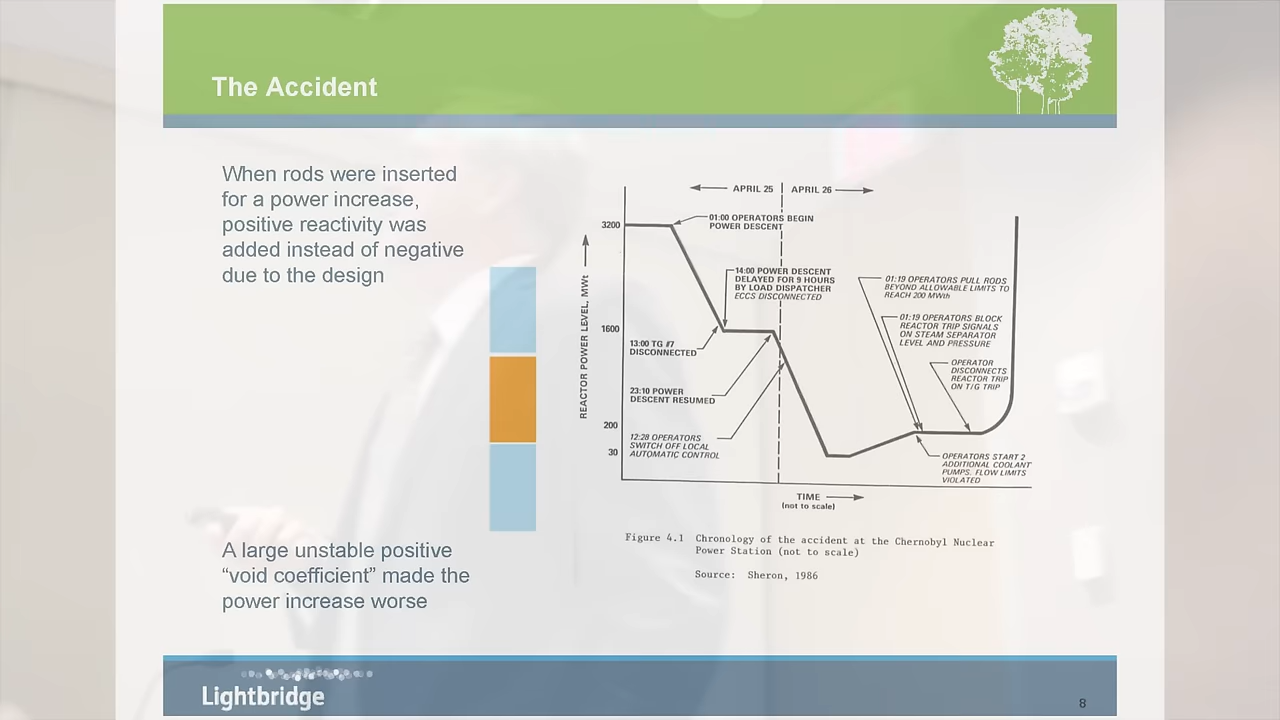 The Accident
When rods were inserted
for a power increase,
positive reactivity was
added instead of negative
due to the design
A large unstable positive
“void coefficient” made the
power increase worse
APRIL 25
APRIL 26
3200
01:00 OPERATORS BEGIN
POWER DESCENT
14:00 POWER DESCENT
DELAYED FOR 9 HOURS
BY LOAD DISPATCHER
ECCS DISCONNECTED
01:19 OPERATORS PULL RODS
BEYOND ALLOWABLE LIMITS TO
REACH 200 MWth
01:19 OPERATORS BLOCK
REACTOR TRIP SIGNALS
ON STEAM SEPARATOR
LEVEL AND PRESSURE
REACTOR POWER LEVEL, MWt
1600
13:00 TG #7
DISCONNECTED
OPERATOR
DISCONNECTS
REACTOR TRIP
ON T/G TRIP
23:10 POWER
DESCENT RESUMED
200
12:28 OPERATORS
SWITCH OFF LOCAL
AUTOMATIC CONTROL
30
OPERATORS START 2
ADDITIONAL COOLANT
PUMPS. FLOW LIMITS
VIOLATED
TIME
(not to scale)
Figure 4.1 Chronology of the accident at the Chernobyl Nuclear
Power Station (not to scale)
Source: Sheron, 1986
Lightbridge
8